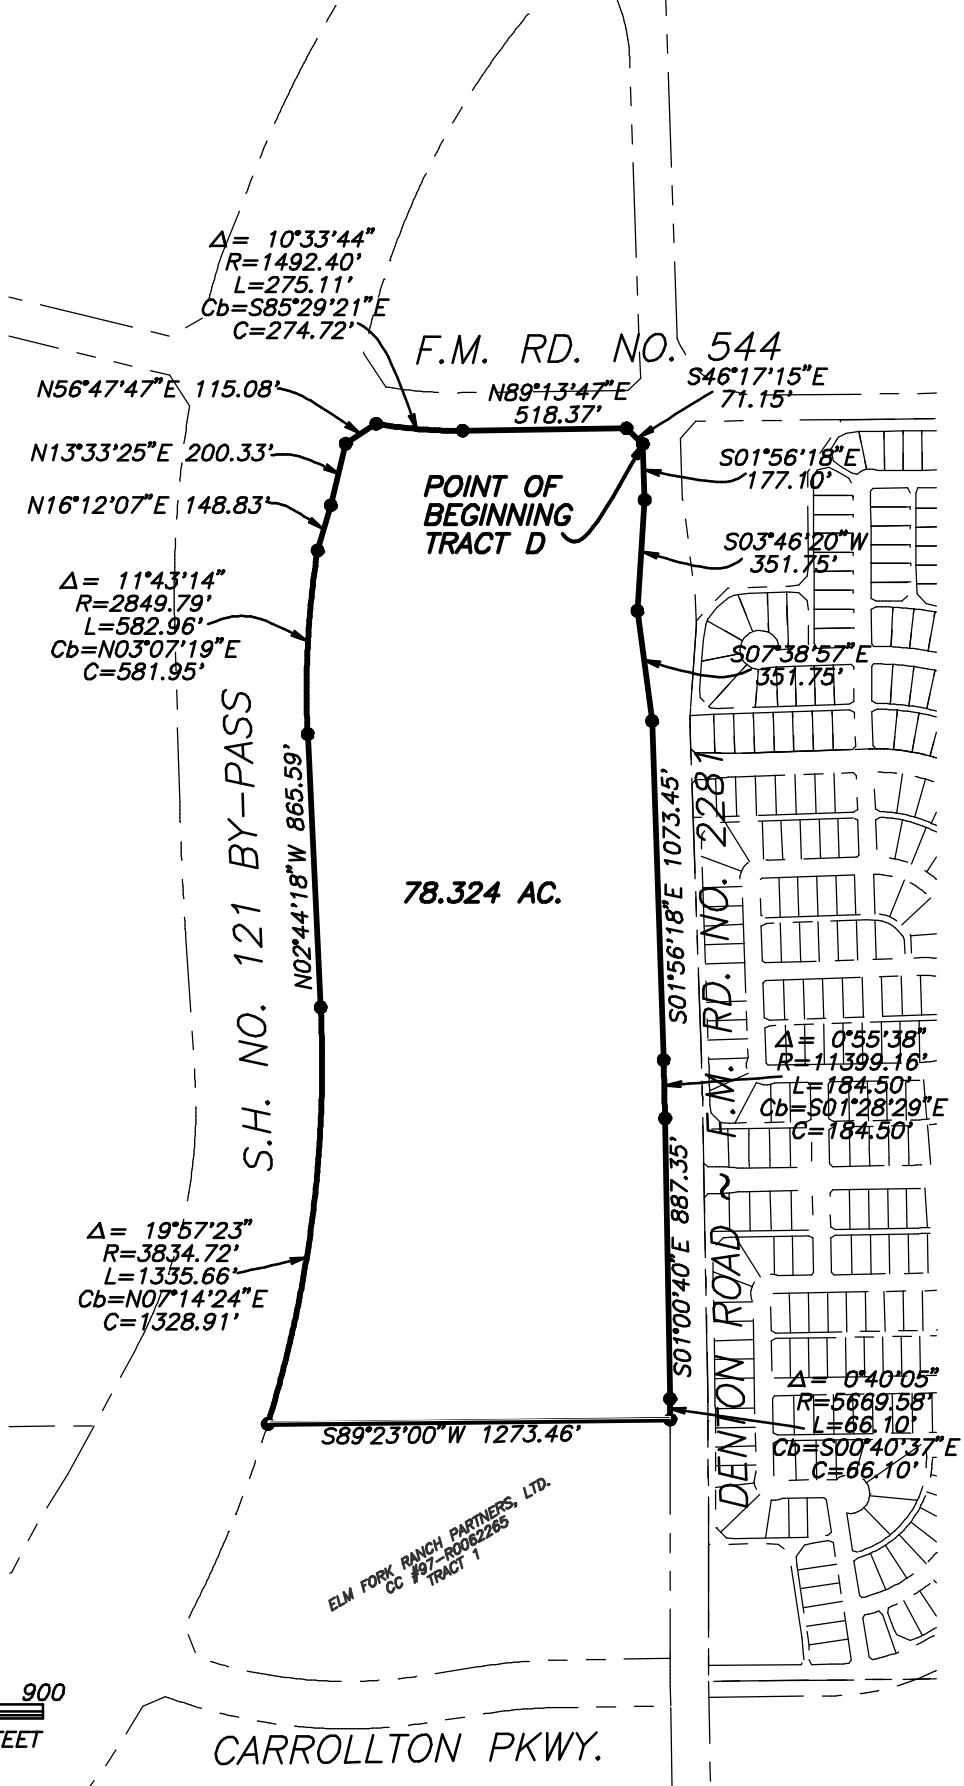 Δ= 10°33'44"
R=1492.40'
L=275.11'
Cb=S85°29'21"E
C=274.72'
F.M. RD. NO. 544
N56°47'47"E 115.08'
N89°13'47"E
518.37'
S46°17'15"E
71.15'
N13°33'25"E 200.33'
S01°56'18"E
177.10'
POINT OF
BEGINNING
TRACT D
N16°12'07"E 148.83'
S03°46'20"W
351.75'
Δ= 11°43'14"
R=2849.79'
L=582.96'
Cb=N03°07'19"E
C=581.95'
S07°38'57"E
351.75'
S.H. NO. 121 BY-PASS
N02°44'18"W 865.59'
78.324 AC.
S01°56'18"E 1073.45'
DENTON ROAD ~ F.M. RD. NO. 2281
Δ= 0°55'38"
R=11399.16'
L=184.50'
Cb=S01°28'29"E
C=184.50'
S01°00'40"E 887.35'
Δ= 19°57'23"
R=3834.72'
L=1335.66'
Cb=N07°14'24"E
C=1328.91'
Δ= 0°40'05"
R=5669.58'
L=66.10'
Cb=S00°40'37"E
C=66.10'
S89°23'00"W 1273.46'
ELM FORK RANCH PARTNERS, LTD.
CC #97-R0062265
TRACT 1
900
EET
CARROLLTON PKWY.